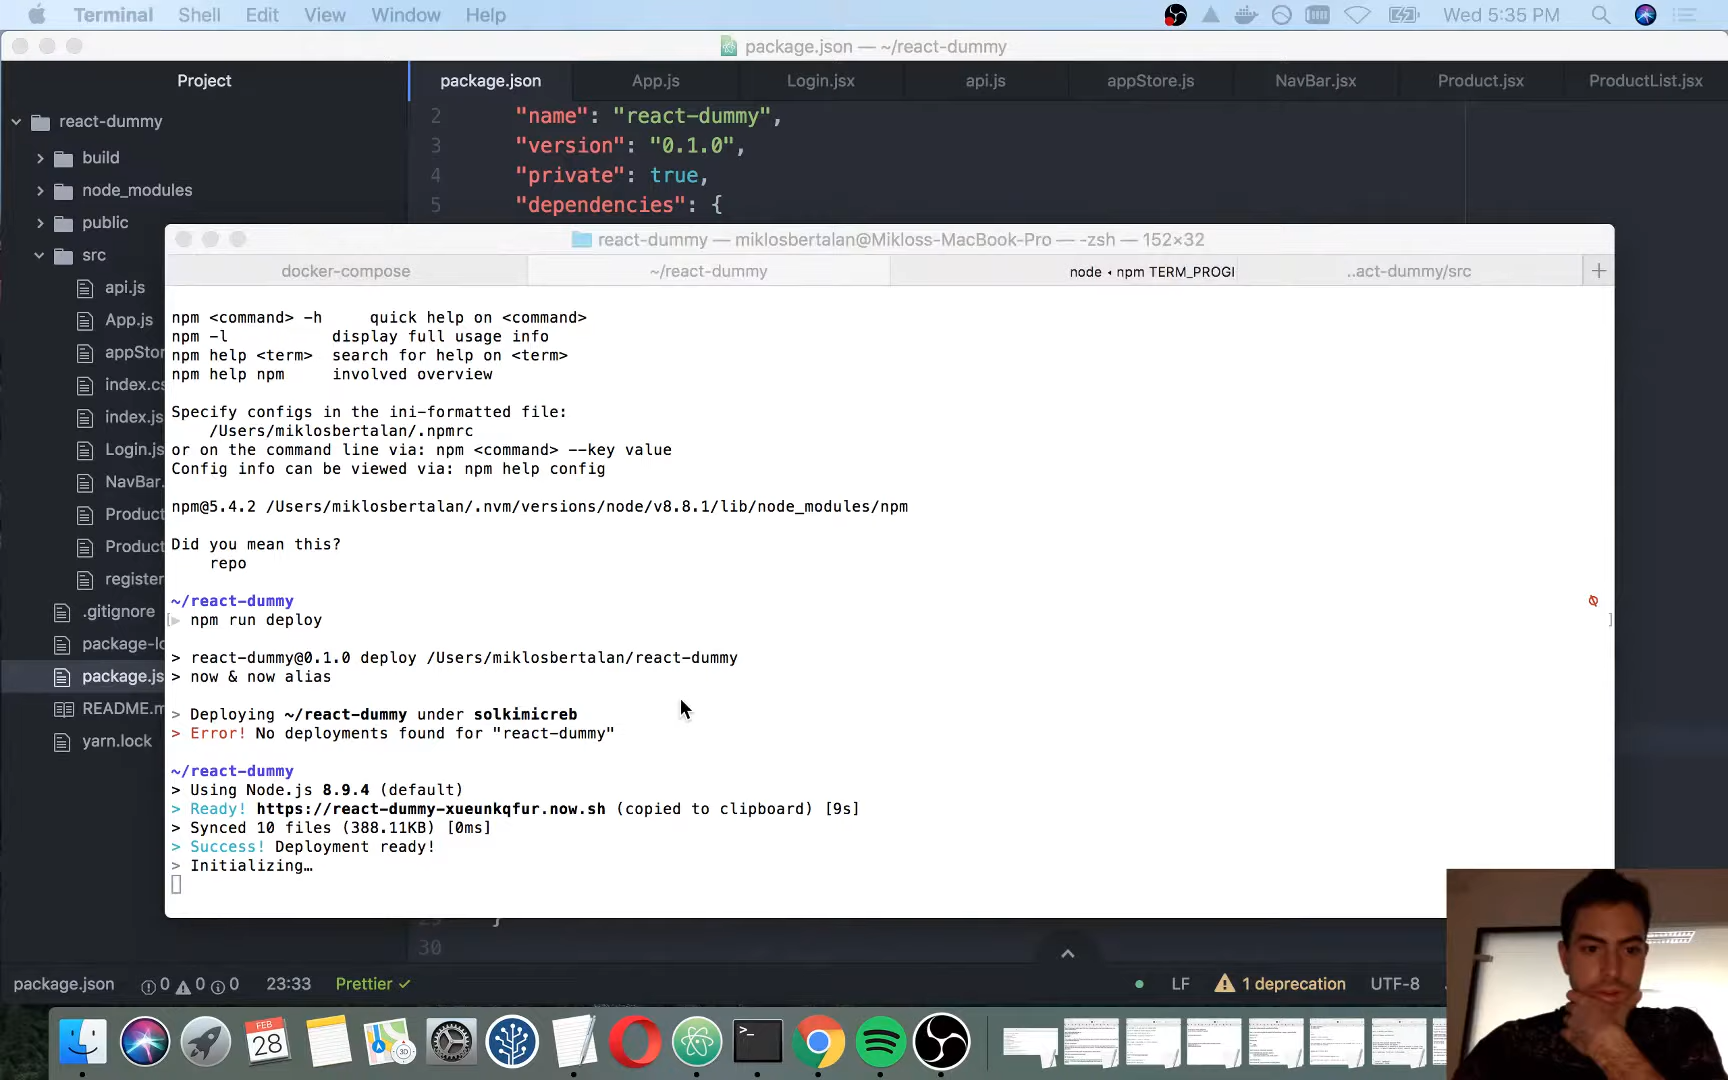 Terminal Shell Edit View Window Help Wed 5:35 PM
package.json — ~/react-dummy
Project package.json App.js Login.jsx api.js appStore.js NavBar.jsx Product.jsx ProductList.jsx
react-dummy
build
node_modules
public
src
api.js
App.js
appStor
index.cs
index.js
Login.js
NavBar.
Product
Product
register
.gitignore
package-lo
package.js
README.m
yarn.lock
2 "name": "react-dummy",
3 "version": "0.1.0",
4 "private": true,
5 "dependencies": {
react-dummy — miklosbertalan@Mikloss-MacBook-Pro — -zsh — 152×32
docker-compose ~/react-dummy node ◂ npm TERM_PROGI ..act-dummy/src +
npm <command> -h quick help on <command>
npm -l display full usage info
npm help <term> search for help on <term>
npm help npm involved overview
Specify configs in the ini-formatted file:
/Users/miklosbertalan/.npmrc
or on the command line via: npm <command> --key value
Config info can be viewed via: npm help config
npm@5.4.2 /Users/miklosbertalan/.nvm/versions/node/v8.8.1/lib/node_modules/npm
Did you mean this?
repo
~/react-dummy
npm run deploy
> react-dummy@0.1.0 deploy /Users/miklosbertalan/react-dummy
> now & now alias
> Deploying ~/react-dummy under solkimicreb
> Error! No deployments found for "react-dummy"
~/react-dummy
> Using Node.js 8.9.4 (default)
> Ready! https://react-dummy-xueunkqfur.now.sh (copied to clipboard) [9s]
> Synced 10 files (388.11KB) [0ms]
> Success! Deployment ready!
> Initializing…
}
30
package.json 0 0 0 23:33 Prettier ✓ LF 1 deprecation UTF-8
FEB
28